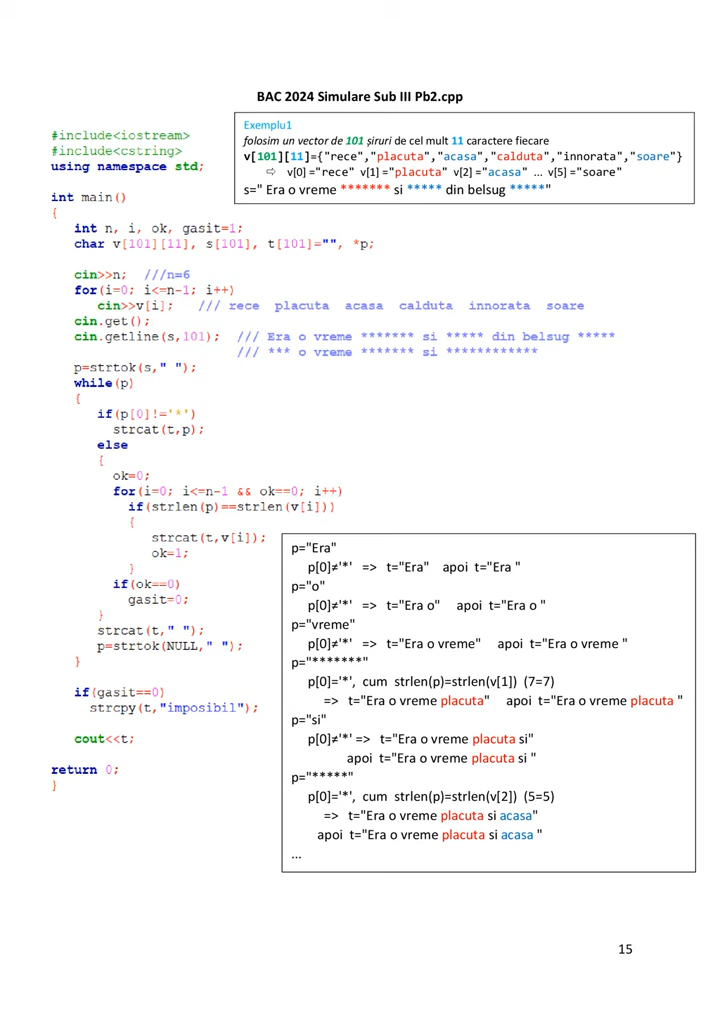 BAC 2024 Simulare Sub III Pb2.cpp
Exemplu1
folosim un vector de 101 șiruri de cel mult 11 caractere fiecare
v[101][11]={"rece","placuta","acasa","calduta","innorata","soare"}
⇨ v[0] ="rece" v[1] ="placuta" v[2] ="acasa" ... v[5] ="soare"
s=" Era o vreme ******* si ***** din belsug *****"
#include<iostream>
#include<cstring>
using namespace std;
int main()
{
int n, i, ok, gasit=1;
char v[101][11], s[101], t[101]="", *p;
cin>>n; ///n=6
for(i=0; i<=n-1; i++)
cin>>v[i]; /// rece placuta acasa calduta innorata soare
cin.get();
cin.getline(s,101); /// Era o vreme ******* si ***** din belsug *****
/// *** o vreme ******* si ************
p=strtok(s," ");
while(p)
{
if(p[0]!='*')
strcat(t,p);
else
{
ok=0;
for(i=0; i<=n-1 && ok==0; i++)
if(strlen(p)==strlen(v[i]))
{
strcat(t,v[i]);
ok=1;
}
if(ok==0)
gasit=0;
}
strcat(t," ");
p=strtok(NULL," ");
}
if(gasit==0)
strcpy(t,"imposibil");
cout<<t;
return 0;
}
p="Era"
p[0]≠'*' => t="Era" apoi t="Era "
p="o"
p[0]≠'*' => t="Era o" apoi t="Era o "
p="vreme"
p[0]≠'*' => t="Era o vreme" apoi t="Era o vreme "
p="*******"
p[0]='*', cum strlen(p)=strlen(v[1]) (7=7)
=> t="Era o vreme placuta" apoi t="Era o vreme placuta "
p="si"
p[0]≠'*' => t="Era o vreme placuta si"
apoi t="Era o vreme placuta si "
p="*****"
p[0]='*', cum strlen(p)=strlen(v[2]) (5=5)
=> t="Era o vreme placuta si acasa"
apoi t="Era o vreme placuta si acasa "
...
15